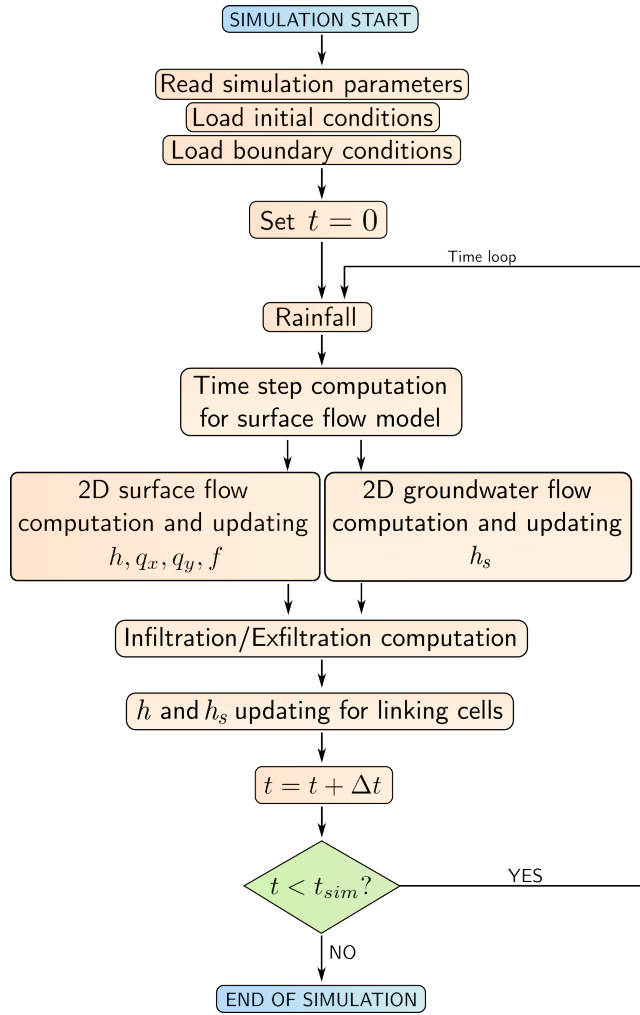 SIMULATION START
Read simulation parameters
Load initial conditions
Load boundary conditions
Set t = 0
Time loop
Rainfall
Time step computation
for surface flow model
2D surface flow
computation and updating
h, q_x, q_y, f
2D groundwater flow
computation and updating
h_s
Infiltration/Exfiltration computation
h and h_s updating for linking cells
t = t + Δt
t < t_{sim}?
YES
NO
END OF SIMULATION